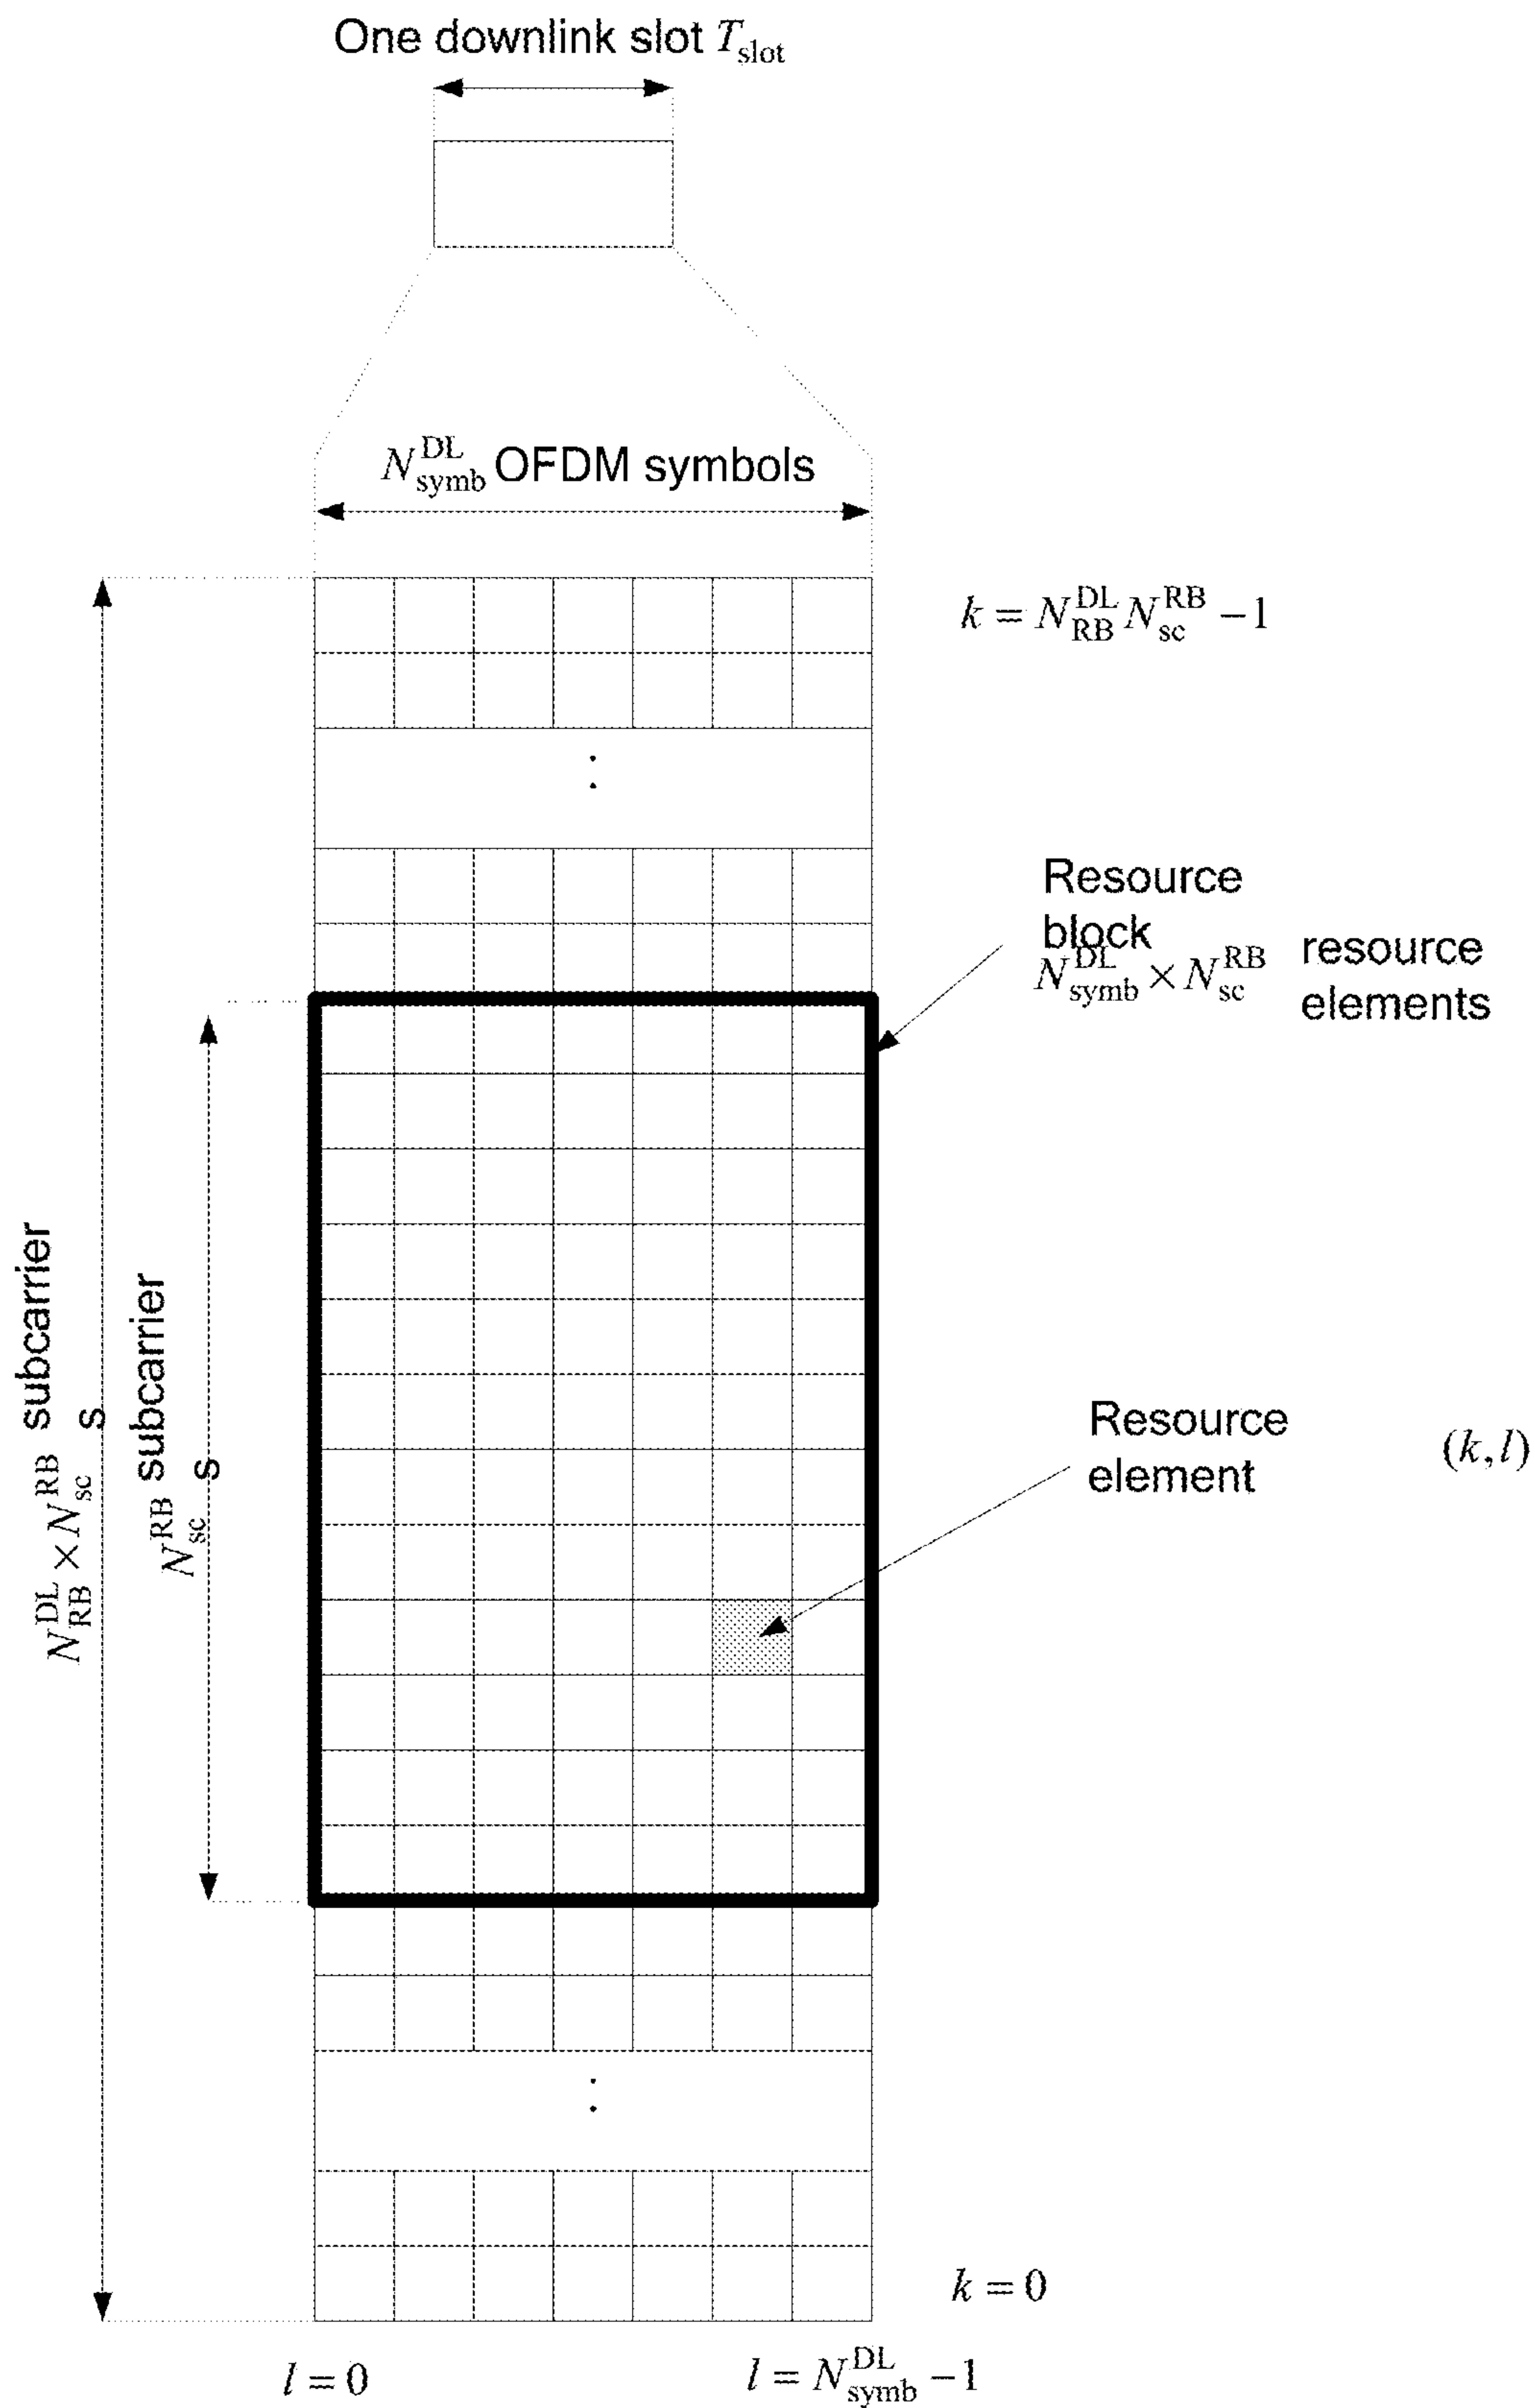 One downlink slot T_slot
N_symb^DL OFDM symbols
k = N_RB^DL N_sc^RB − 1
Resource
block
N_symb^DL × N_sc^RB
resource
elements
N_RB^DL × N_sc^RB subcarrier
s
N_sc^RB subcarrier
s
Resource
element
(k, l)
k = 0
l = 0
l = N_symb^DL − 1